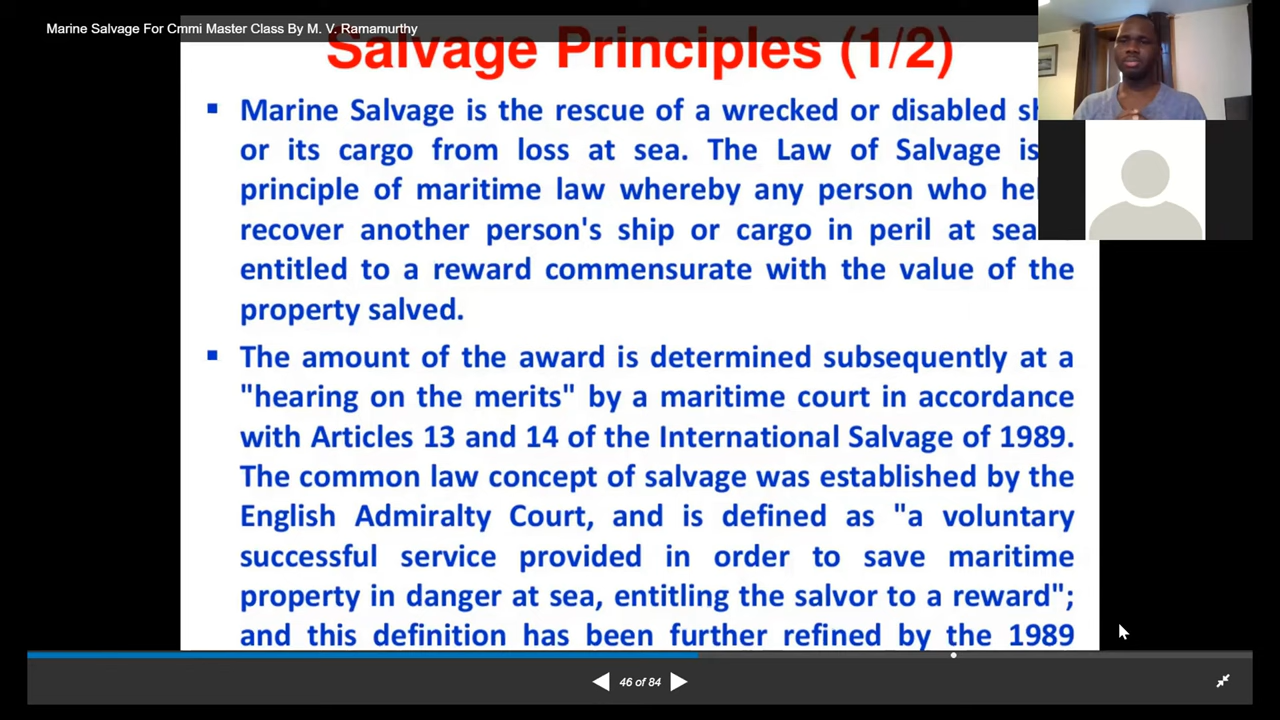 Marine Salvage For Cmmi Master Class By M. V. Ramamurthy
Salvage Principles (1/2)
▪ Marine Salvage is the rescue of a wrecked or disabled
or its cargo from loss at sea. The Law of Salvage is
principle of maritime law whereby any person who
recover another person's ship or cargo in peril at sea
entitled to a reward commensurate with the value of the
property salved.
▪ The amount of the award is determined subsequently at a
"hearing on the merits" by a maritime court in accordance
with Articles 13 and 14 of the International Salvage of 1989.
The common law concept of salvage was established by the
English Admiralty Court, and is defined as "a voluntary
successful service provided in order to save maritime
property in danger at sea, entitling the salvor to a reward";
and this definition has been further refined by the 1989
46 of 84